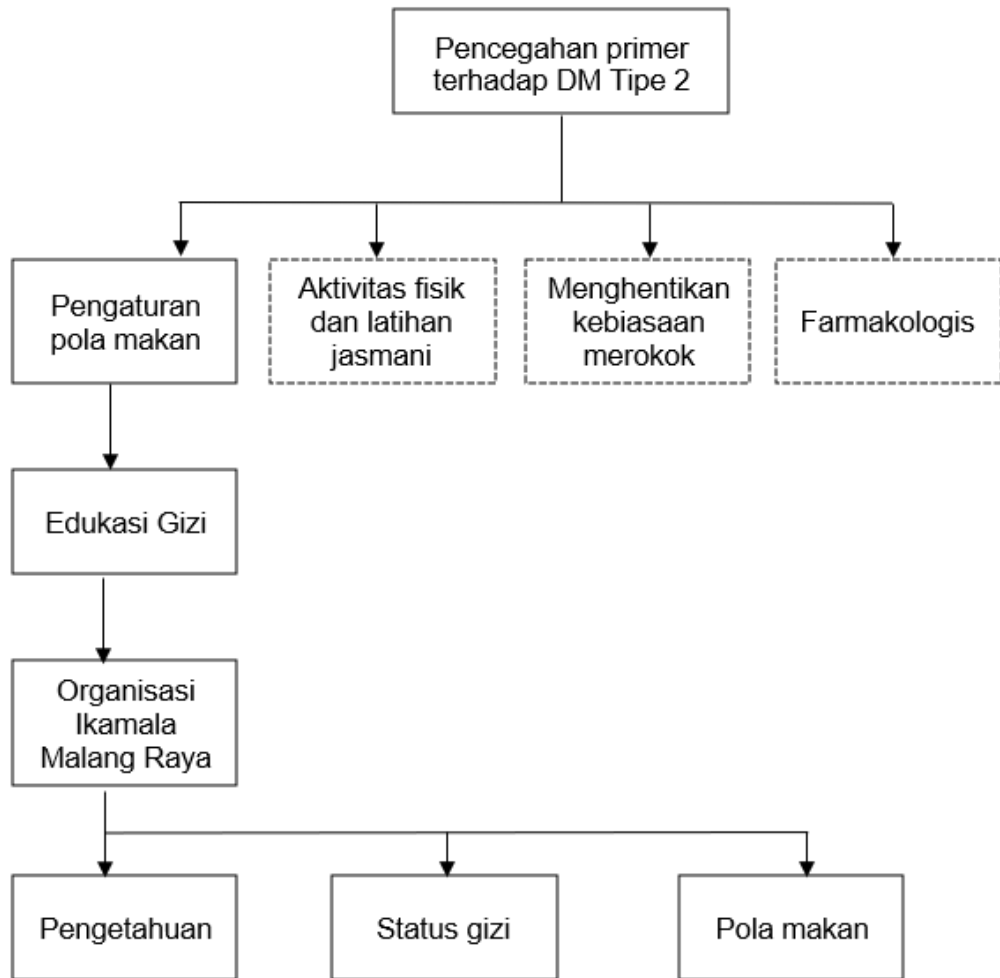 Pencegahan primer
terhadap DM Tipe 2
Pengaturan
pola makan
Aktivitas fisik
dan latihan
jasmani
Menghentikan
kebiasaan
merokok
Farmakologis
Edukasi Gizi
Organisasi
Ikamala
Malang Raya
Pengetahuan
Status gizi
Pola makan